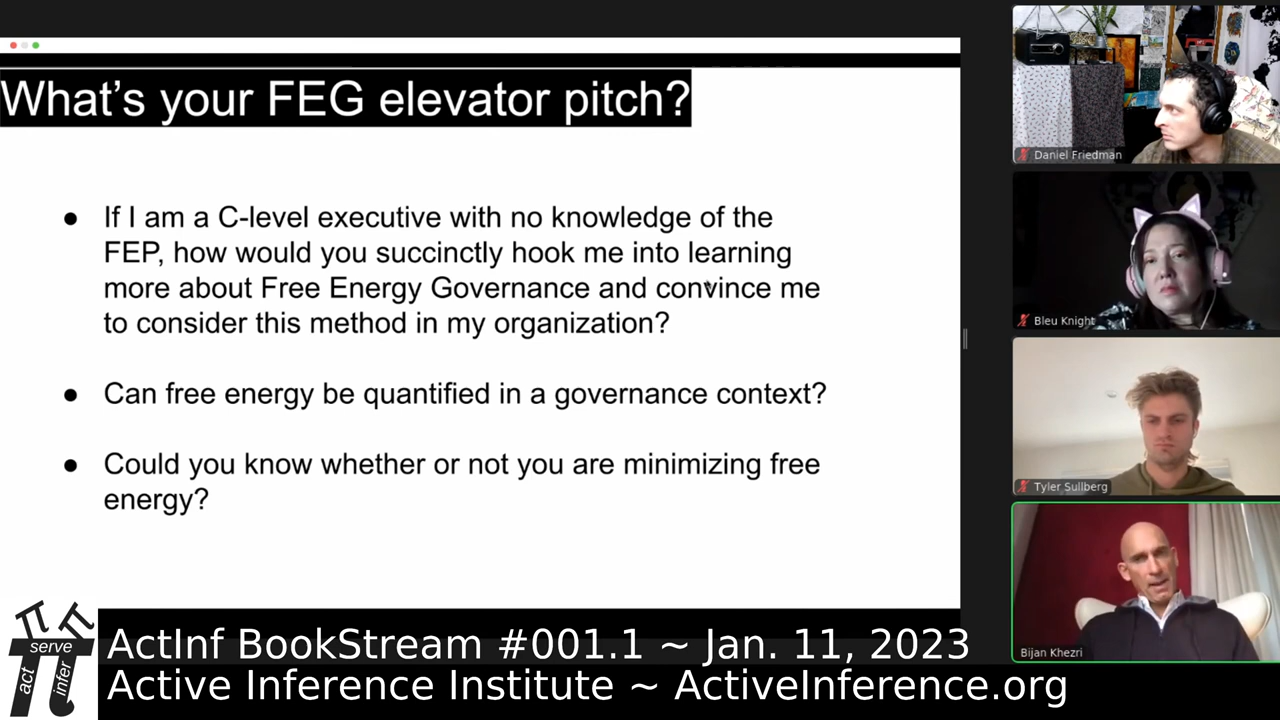 What's your FEG elevator pitch?
● If I am a C-level executive with no knowledge of the
FEP, how would you succinctly hook me into learning
more about Free Energy Governance and convince me
to consider this method in my organization?
● Can free energy be quantified in a governance context?
● Could you know whether or not you are minimizing free
energy?
Daniel Friedman
Bleu Knight
Tyler Sullberg
Bijan Khezri
serve
act
infer
ActInf BookStream #001.1 ~ Jan. 11, 2023
Active Inference Institute ~ ActiveInference.org